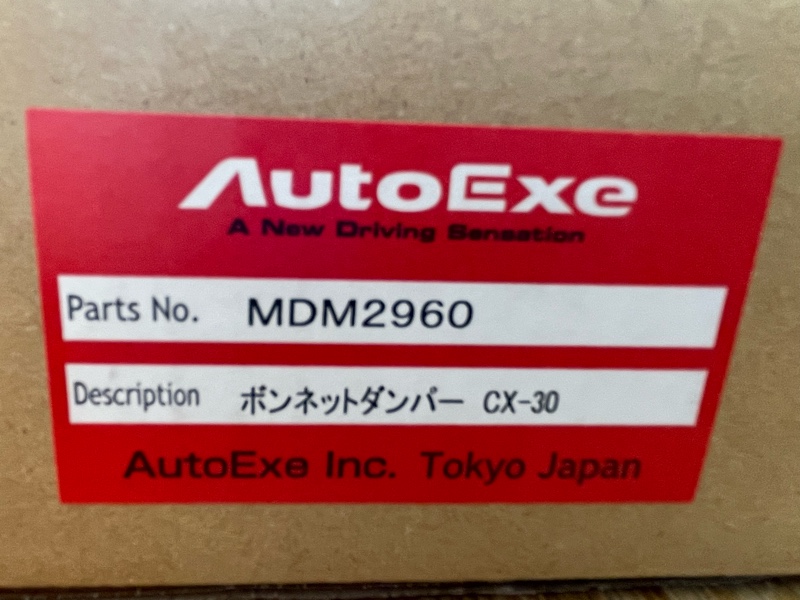 AutoExe
A New Driving Sensation
Parts No. MDM2960
Description ボンネットダンパー CX-30
AutoExe Inc. Tokyo Japan